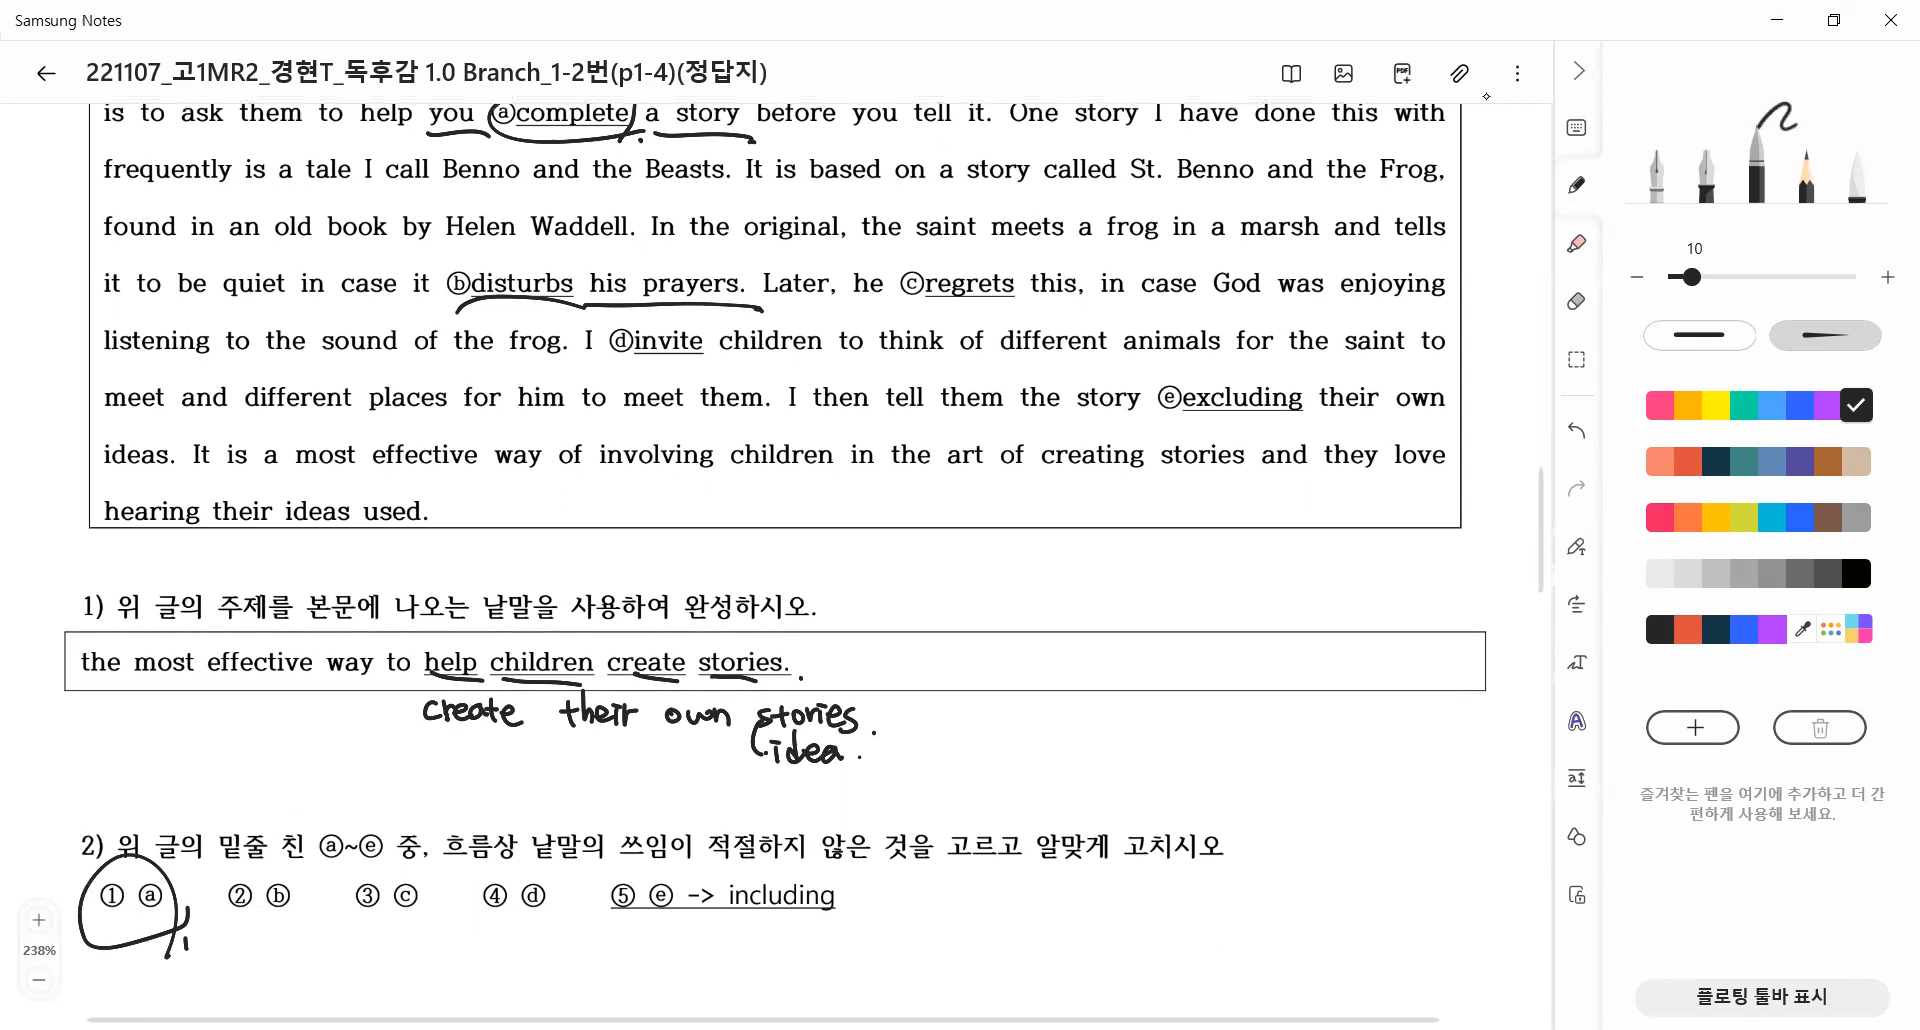 Samsung Notes
221107_고1MR2_경현T_독후감 1.0 Branch_1-2번(p1-4)(정답지)
is to ask them to help you ⓐcomplete a story before you tell it. One story I have done this with
frequently is a tale I call Benno and the Beasts. It is based on a story called St. Benno and the Frog,
found in an old book by Helen Waddell. In the original, the saint meets a frog in a marsh and tells
it to be quiet in case it ⓑdisturbs his prayers. Later, he ⓒregrets this, in case God was enjoying
listening to the sound of the frog. I ⓓinvite children to think of different animals for the saint to
meet and different places for him to meet them. I then tell them the story ⓔexcluding their own
ideas. It is a most effective way of involving children in the art of creating stories and they love
hearing their ideas used.
1) 위 글의 주제를 본문에 나오는 낱말을 사용하여 완성하시오.
the most effective way to help children create stories.
create their own stories.
idea.
2) 위 글의 밑줄 친 ⓐ~ⓔ 중, 흐름상 낱말의 쓰임이 적절하지 않은 것을 고르고 알맞게 고치시오
① ⓐ ② ⓑ ③ ⓒ ④ ⓓ ⑤ ⓔ -> including
238%
10
즐겨찾는 펜을 여기에 추가하고 더 간
편하게 사용해 보세요.
플로팅 툴바 표시